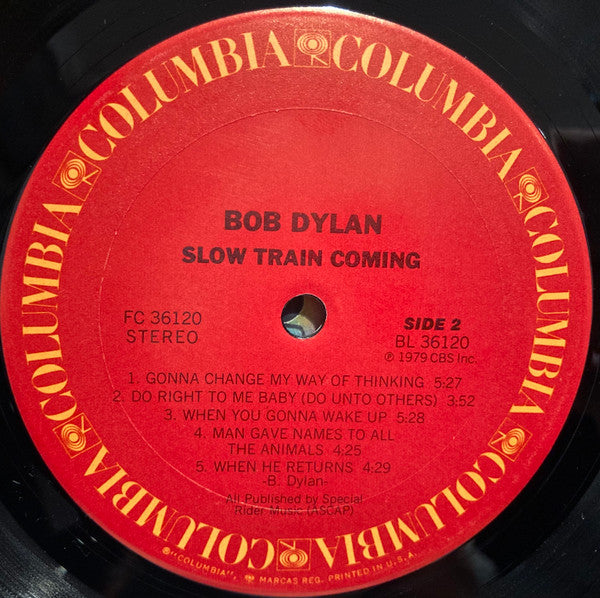 COLUMBIA COLUMBIA COLUMBIA COLUMBIA COLUMBIA COLUMBIA
BOB DYLAN
SLOW TRAIN COMING
FC 36120
STEREO
SIDE 2
BL 36120
℗ 1979 CBS Inc.
1. GONNA CHANGE MY WAY OF THINKING 5:27
2. DO RIGHT TO ME BABY (DO UNTO OTHERS) 3:52
3. WHEN YOU GONNA WAKE UP 5:28
4. MAN GAVE NAMES TO ALL
THE ANIMALS 4:25
5. WHEN HE RETURNS 4:29
-B. Dylan-
All Published by Special
Rider Music (ASCAP)
® "COLUMBIA", MARCAS REG. PRINTED IN U.S.A.